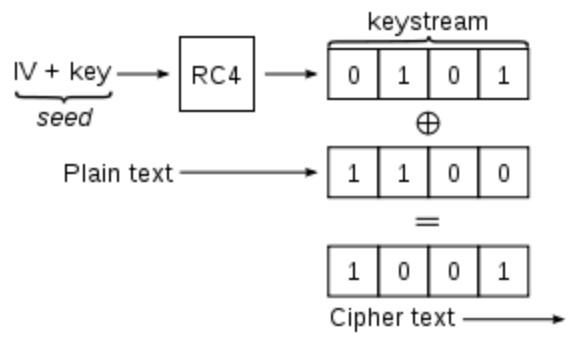 keystream
IV + key RC4 0 1 0 1
seed
⊕
Plain text 1 1 0 0
=
1 0 0 1
Cipher text